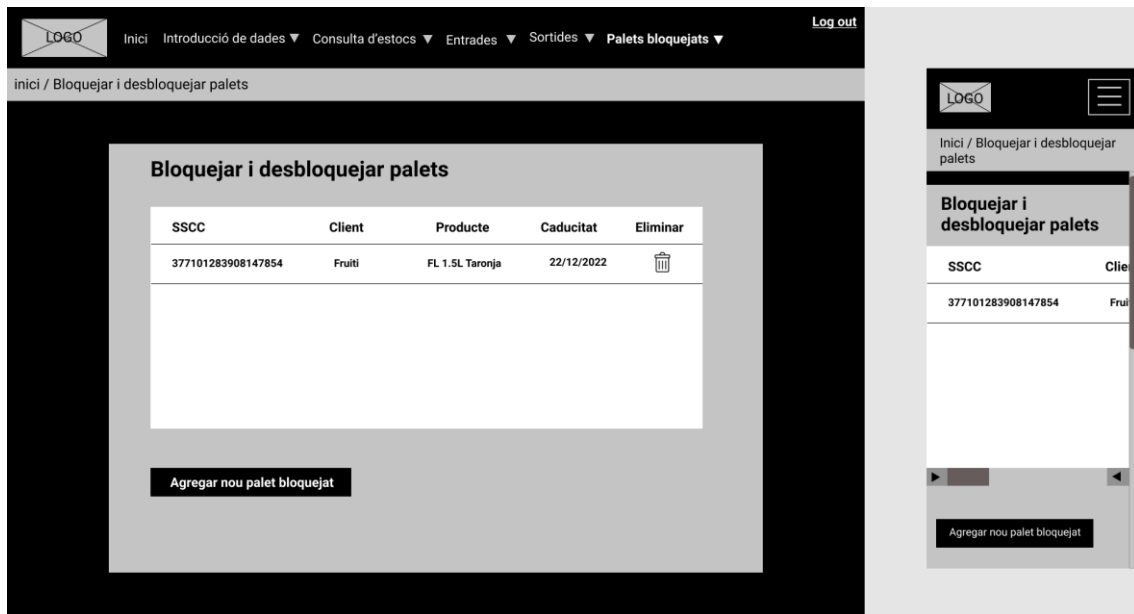 Log out
LOGO Inici Introducció de dades ▼ Consulta d'estocs ▼ Entrades ▼ Sortides ▼ Palets bloquejats ▼
inici / Bloquejar i desbloquejar palets
Bloquejar i desbloquejar palets
SSCC Client Producte Caducitat Eliminar
377101283908147854 Fruiti FL 1.5L Taronja 22/12/2022
Agregar nou palet bloquejat
LOGO
Inici / Bloquejar i desbloquejar
palets
Bloquejar i
desbloquejar palets
SSCC Clie
377101283908147854 Frui
Agregar nou palet bloquejat